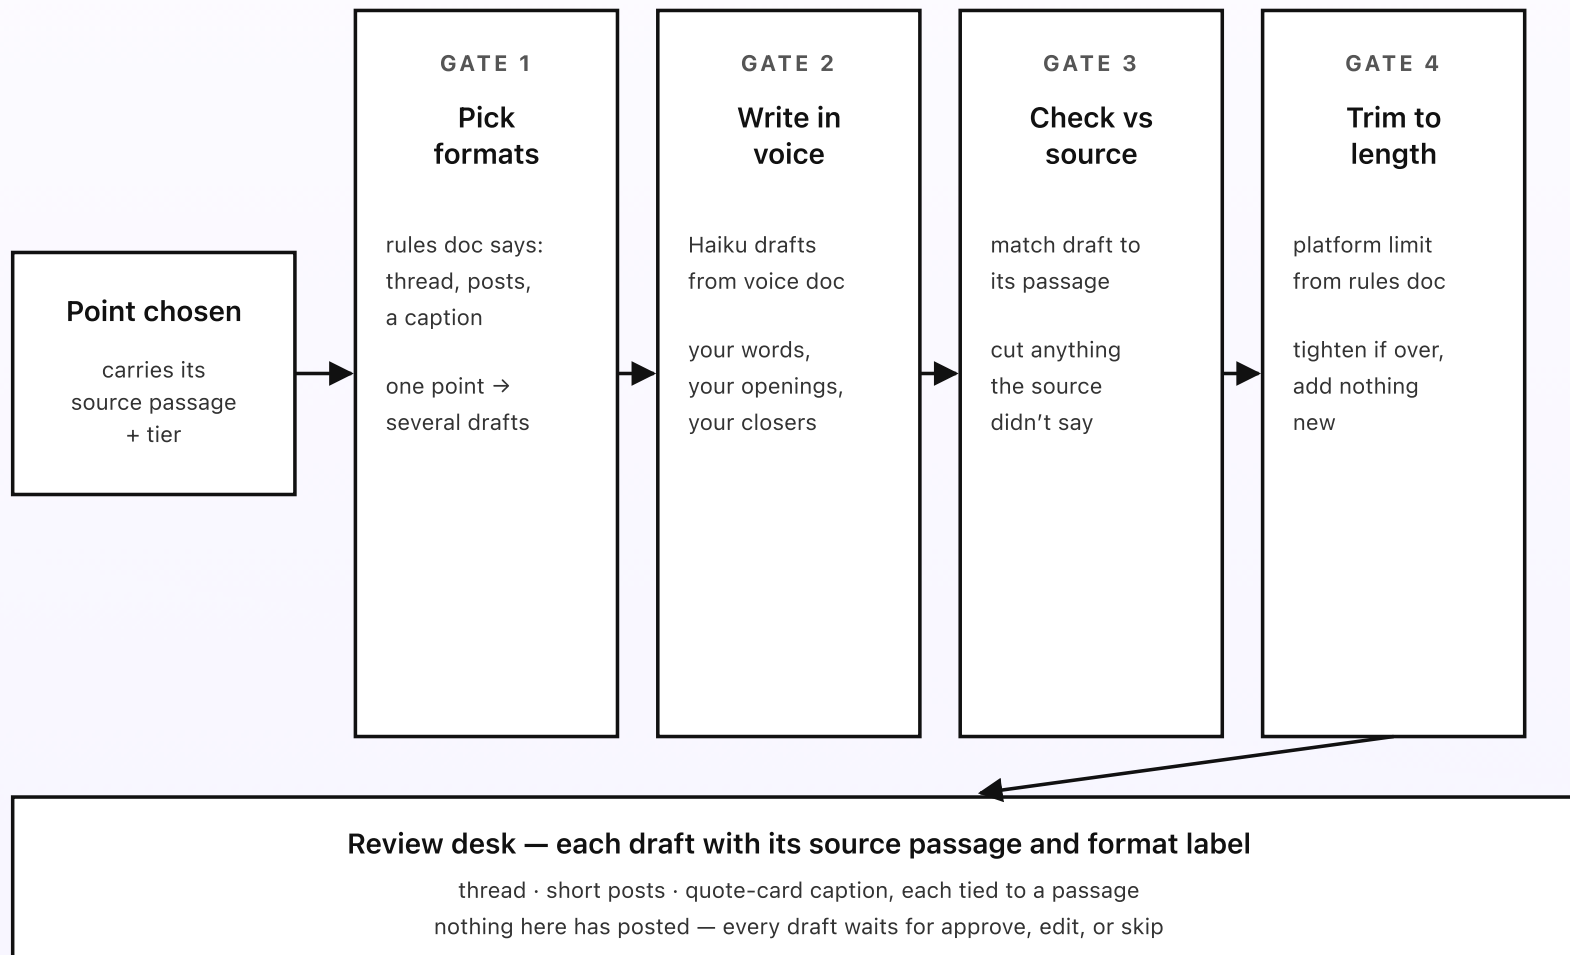 Point chosen
carries its
source passage
+ tier
GATE 1
Pick
formats
rules doc says:
thread, posts,
a caption
one point →
several drafts
GATE 2
Write in
voice
Haiku drafts
from voice doc
your words,
your openings,
your closers
GATE 3
Check vs
source
match draft to
its passage
cut anything
the source
didn’t say
GATE 4
Trim to
length
platform limit
from rules doc
tighten if over,
add nothing
new
Review desk — each draft with its source passage and format label
thread · short posts · quote-card caption, each tied to a passage
nothing here has posted — every draft waits for approve, edit, or skip